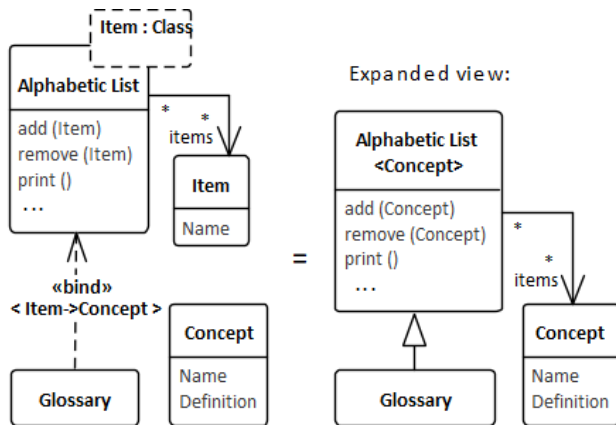 Item : Class
Alphabetic List
add (Item)
remove (Item)
print ()
...
*
*
items
Item
Name
«bind»
< Item->Concept >
Glossary
Concept
Name
Definition
=
Expanded view:
Alphabetic List
<Concept>
add (Concept)
remove (Concept)
print ()
...
*
*
items
Concept
Name
Definition
Glossary